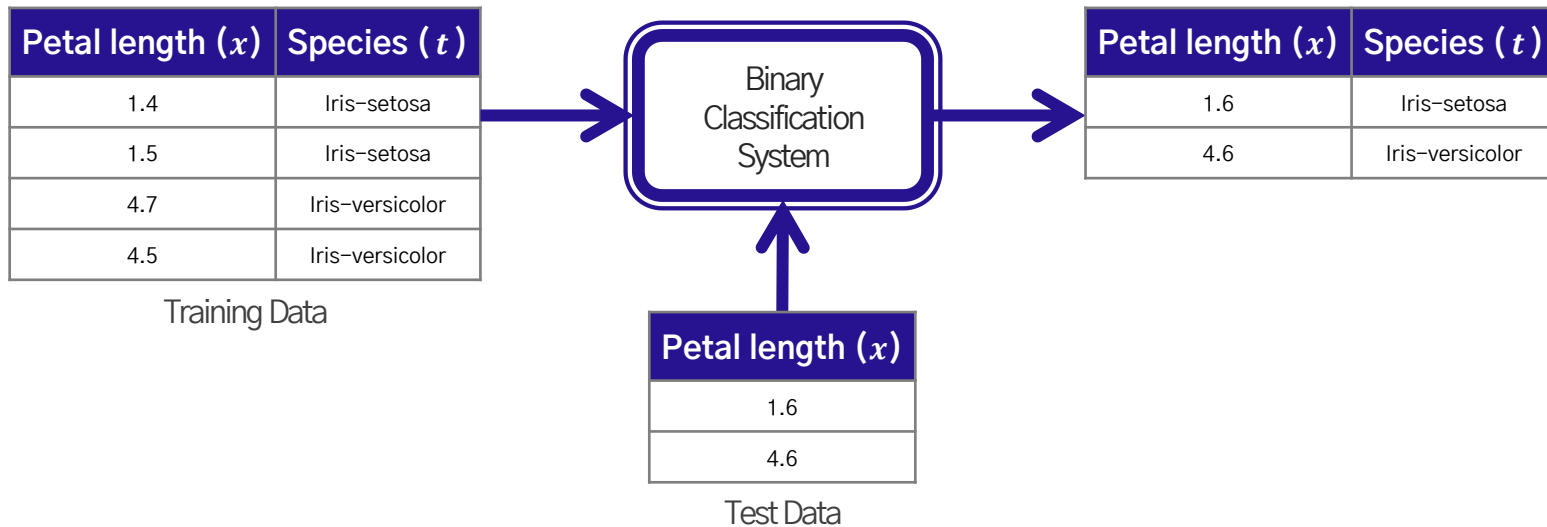 Petal length (x) Species (t)
1.4 Iris-setosa
1.5 Iris-setosa
4.7 Iris-versicolor
4.5 Iris-versicolor
Training Data
Binary
Classification
System
Petal length (x)
1.6
4.6
Test Data
Petal length (x) Species (t)
1.6 Iris-setosa
4.6 Iris-versicolor